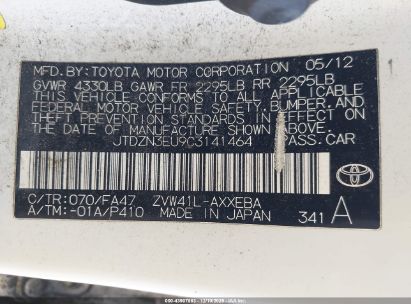 MFD.BY:TOYOTA MOTOR CORPORATION 05/12
GVWR 4330LB GAWR FR 2295LB RR 2295LB
THIS VEHICLE CONFORMS TO ALL APPLICABLE
FEDERAL MOTOR VEHICLE SAFETY, BUMPER, AND
THEFT PREVENTION STANDARDS IN EFFECT ON
THE DATE OF MANUFACTURE SHOWN ABOVE.
JTDZN3EU9C3141464 PASS.CAR
C/TR:070/FA47 ZVW41L-AXXEBA
A/TM:-01A/P410 MADE IN JAPAN 341 A
TOYOTA